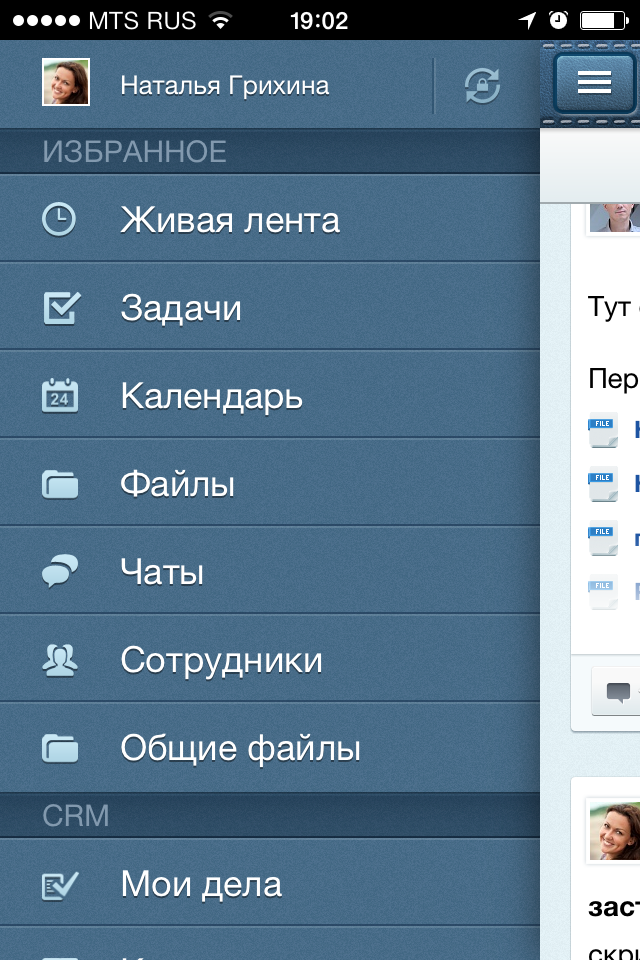 MTS RUS 19:02
Наталья Грихина
ИЗБРАННОЕ
Живая лента
Задачи
24
Календарь
Файлы
Чаты
Сотрудники
Общие файлы
CRM
Мои дела
Тут
Пер
FILE
FILE
FILE
FILE
заст
скри